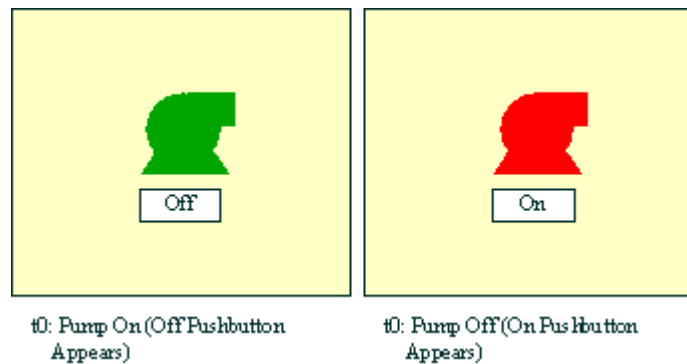 Off
On
t0: Pump On (Off Pushbutton
Appears)
t0: Pump Off (On Pushbutton
Appears)